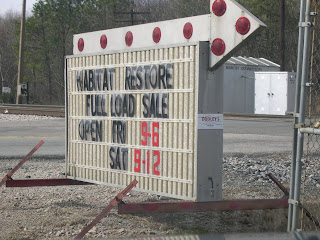 HABITAT RESTORE
FULL LOAD SALE
OPEN FRI 9-6
SAT 9-12